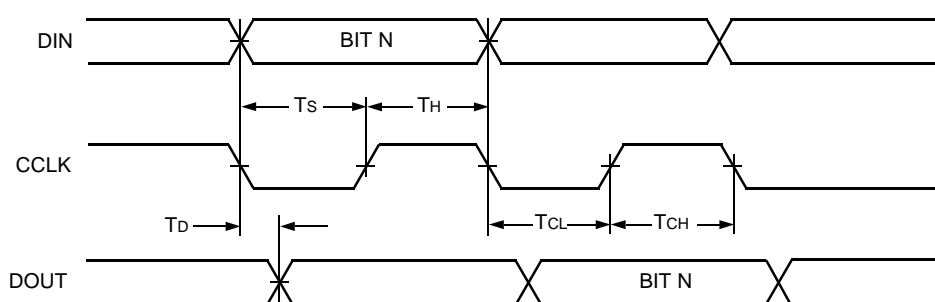 DIN
BIT N
TS
TH
CCLK
TD
TCL
TCH
DOUT
BIT N